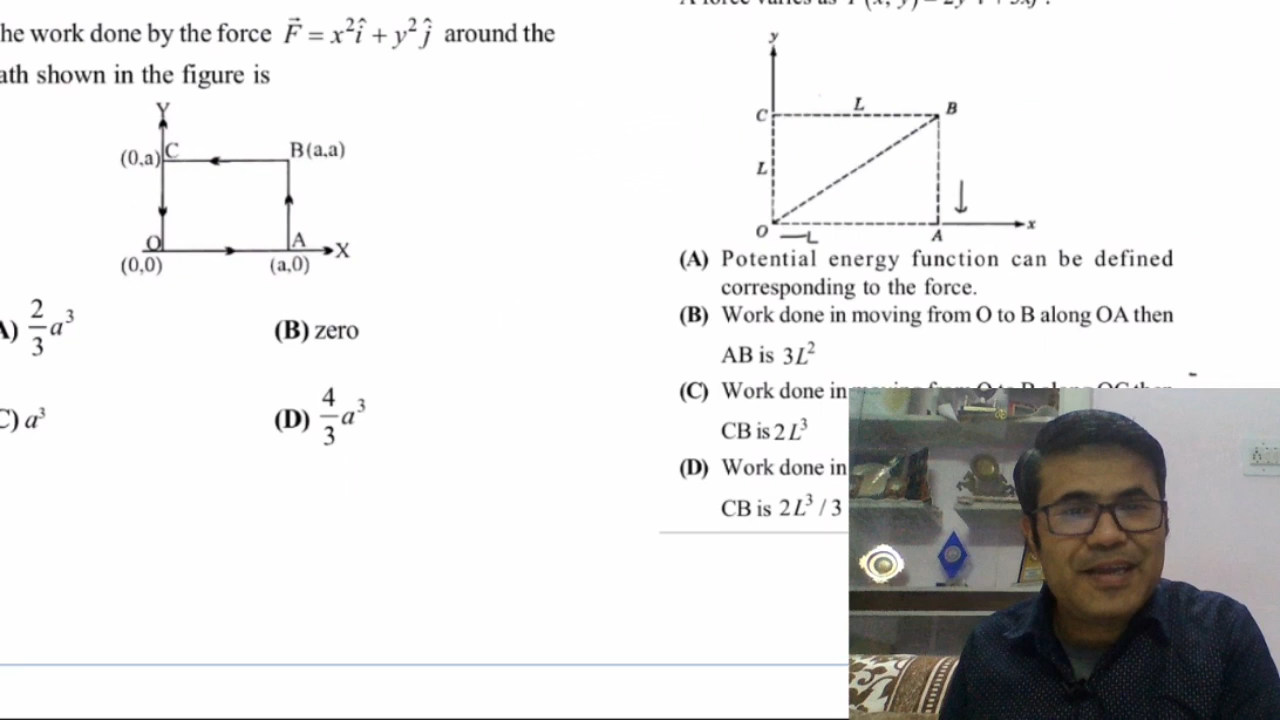 he work done by the force F⃗ = x²î + y²ĵ around the
ath shown in the figure is
Y
(0,a) C
B(a,a)
O
A
X
(0,0)
(a,0)
A) 2/3 a³
(B) zero
C) a³
(D) 4/3 a³
y
C
L
B
L
O
L
A
x
(A) Potential energy function can be defined
corresponding to the force.
(B) Work done in moving from O to B along OA then
AB is 3L²
(C) Work done in
CB is 2L³
(D) Work done in
CB is 2L³ / 3